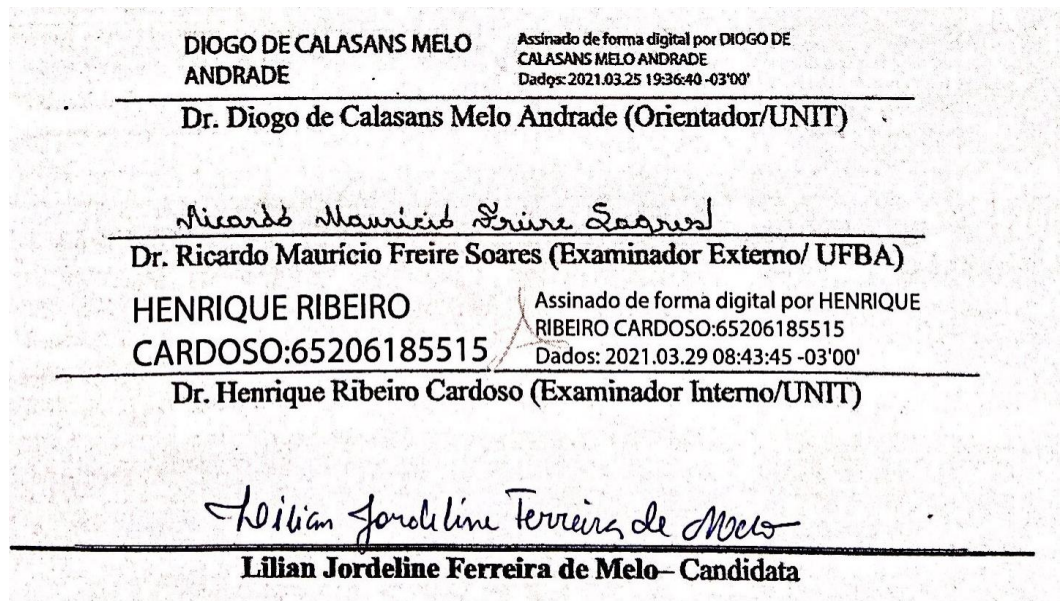 DIOGO DE CALASANS MELO
ANDRADE
Assinado de forma digital por DIOGO DE
CALASANS MELO ANDRADE
Dados: 2021.03.25 19:36:40 -03'00'
Dr. Diogo de Calasans Melo Andrade (Orientador/UNIT)
Ricardo Maurício Freire Soares
Dr. Ricardo Maurício Freire Soares (Examinador Externo/ UFBA)
HENRIQUE RIBEIRO
CARDOSO:65206185515
Assinado de forma digital por HENRIQUE
RIBEIRO CARDOSO:65206185515
Dados: 2021.03.29 08:43:45 -03'00'
Dr. Henrique Ribeiro Cardoso (Examinador Interno/UNIT)
Lilian Jordeline Ferreira de Melo
Lilian Jordeline Ferreira de Melo– Candidata